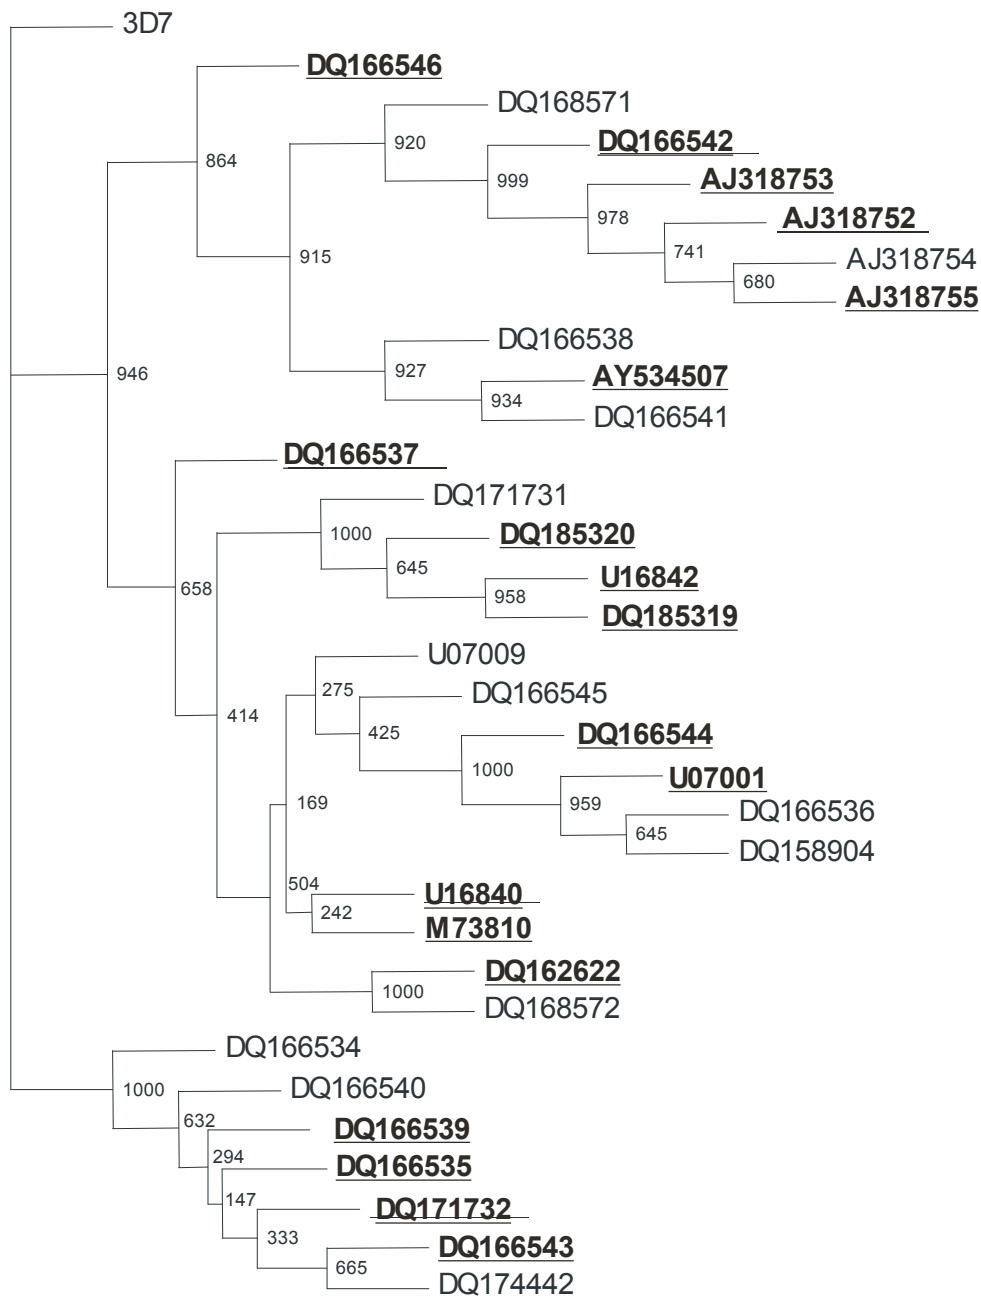 3D7
DQ166546
DQ168571
920
DQ166542
864
999
AJ318753
978
AJ318752
741
915
AJ318754
680
AJ318755
DQ166538
946
927
AY534507
934
DQ166541
DQ166537
DQ171731
1000
DQ185320
645
658
U16842
958
DQ185319
U07009
275
DQ166545
414
425
DQ166544
1000
U07001
169
959
DQ166536
645
DQ158904
504
U16840
242
M73810
DQ162622
1000
DQ168572
DQ166534
1000
DQ166540
632
DQ166539
294
DQ166535
147
DQ171732
333
DQ166543
665
DQ174442